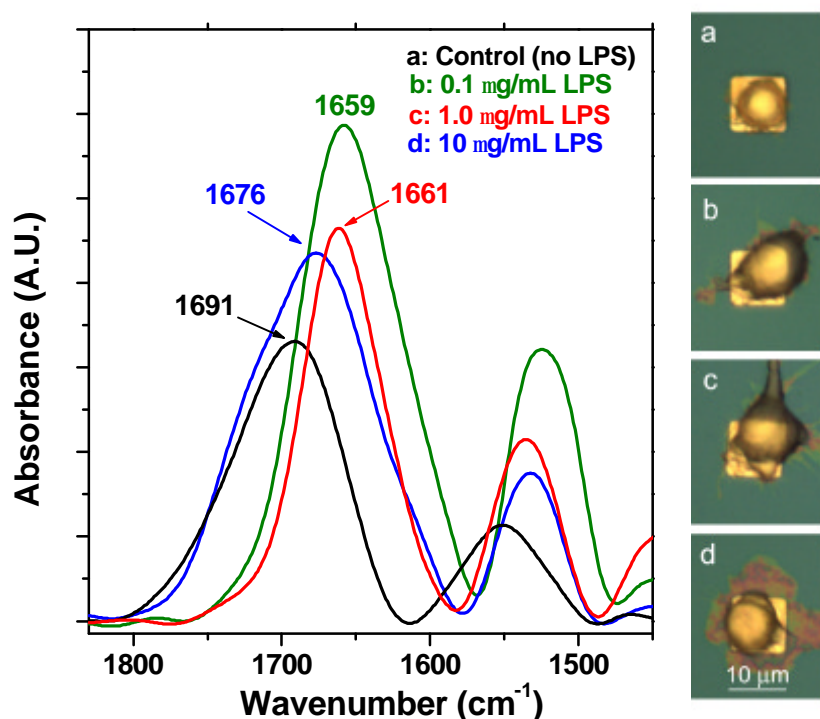 a: Control (no LPS)
b: 0.1 mg/mL LPS
c: 1.0 mg/mL LPS
d: 10 mg/mL LPS
1659
1676
1661
1691
Absorbance (A.U.)
1800
1700
1600
1500
Wavenumber (cm⁻¹)
a
b
c
d
10 μm